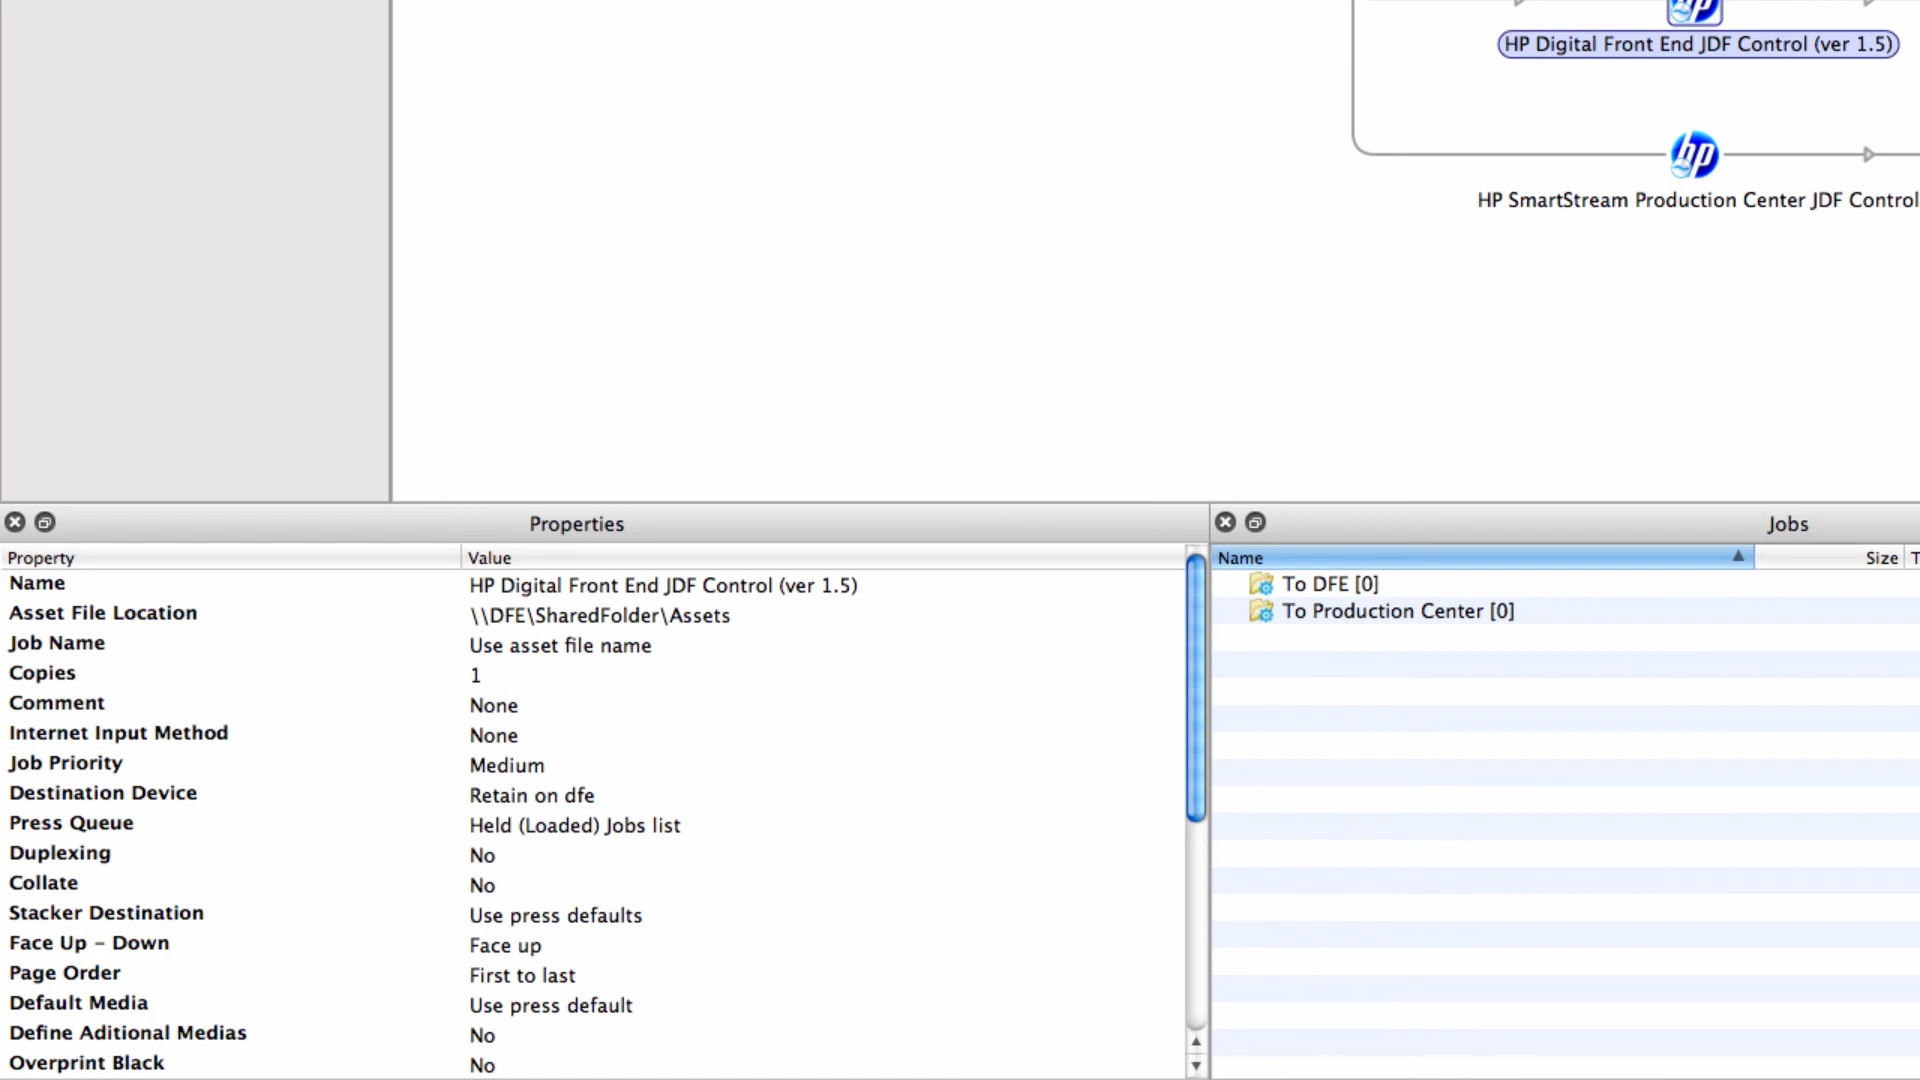 hp
HP Digital Front End JDF Control (ver 1.5)
hp
HP SmartStream Production Center JDF Control
Properties
Property Value
Name HP Digital Front End JDF Control (ver 1.5)
Asset File Location \\DFE\SharedFolder\Assets
Job Name Use asset file name
Copies 1
Comment None
Internet Input Method None
Job Priority Medium
Destination Device Retain on dfe
Press Queue Held (Loaded) Jobs list
Duplexing No
Collate No
Stacker Destination Use press defaults
Face Up – Down Face up
Page Order First to last
Default Media Use press default
Define Aditional Medias No
Overprint Black No
Jobs
Name Size T
To DFE [0]
To Production Center [0]